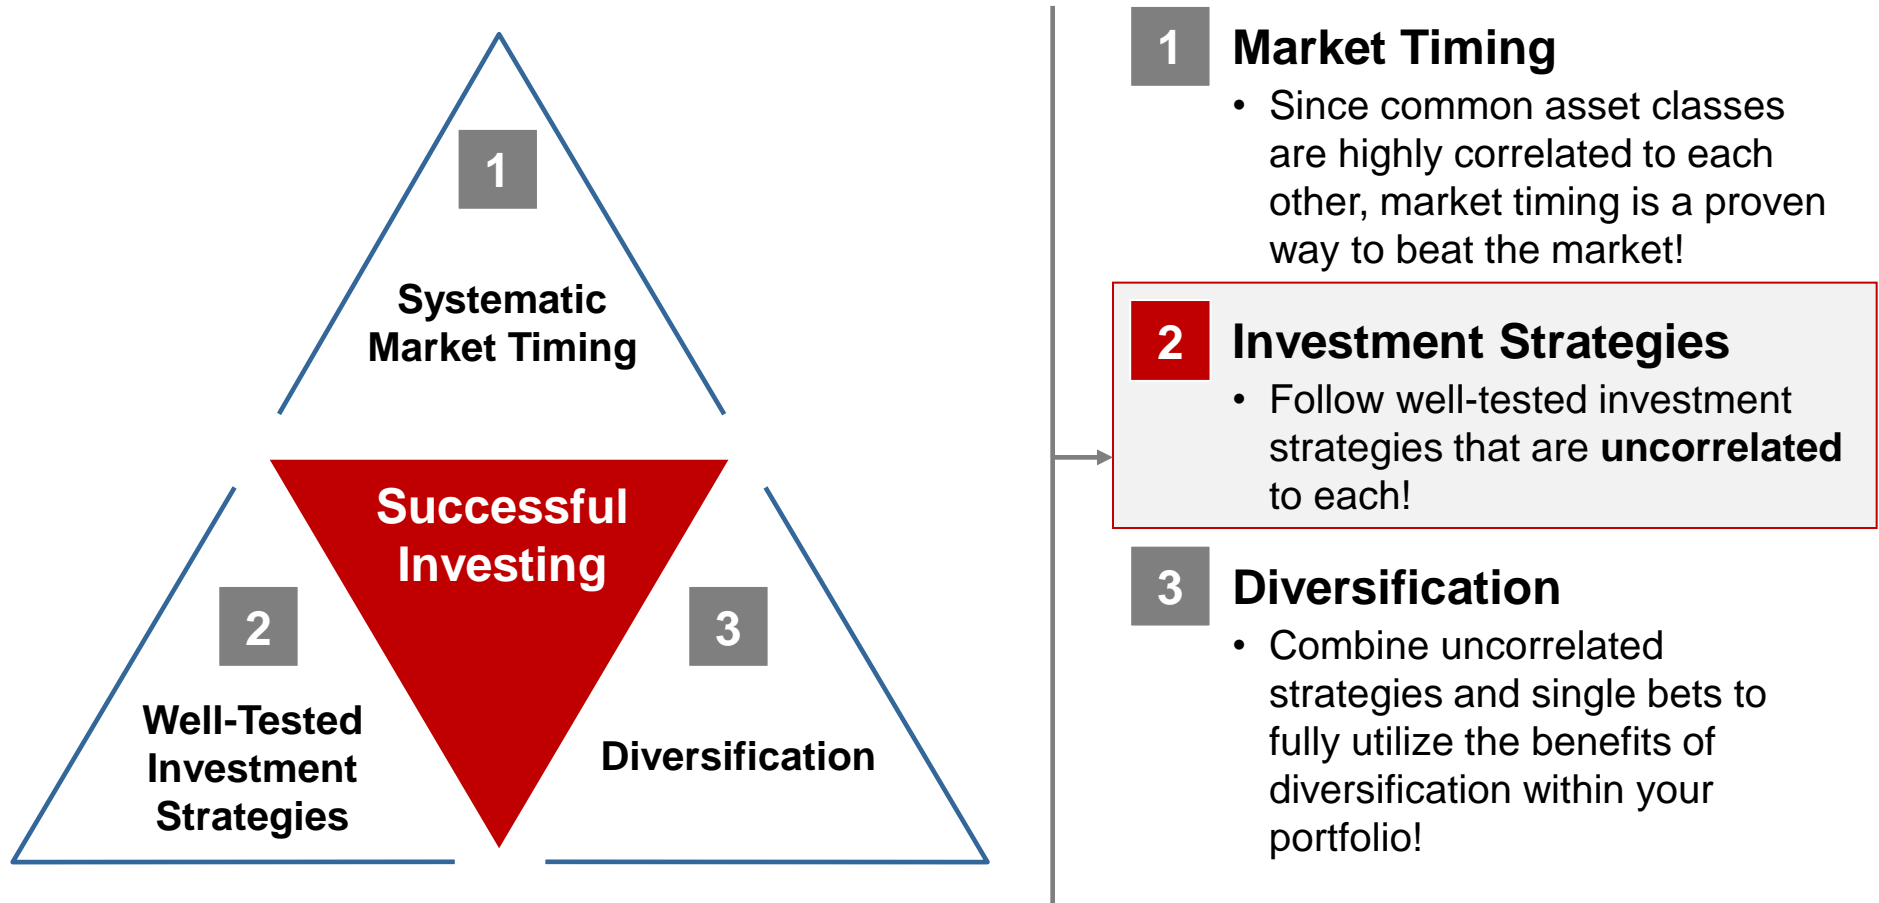 1
Systematic
Market Timing
Successful
Investing
2
Well-Tested
Investment
Strategies
3
Diversification
1 Market Timing
• Since common asset classes
are highly correlated to each
other, market timing is a proven
way to beat the market!
2 Investment Strategies
• Follow well-tested investment
strategies that are uncorrelated
to each!
3 Diversification
• Combine uncorrelated
strategies and single bets to
fully utilize the benefits of
diversification within your
portfolio!